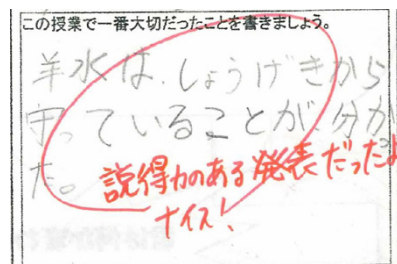 この授業で一番大切だったことを書きましょう。
羊水は、しょうげきから
守っていることが、分かっ
た。
説得力のある発表だったよ
ナイス!